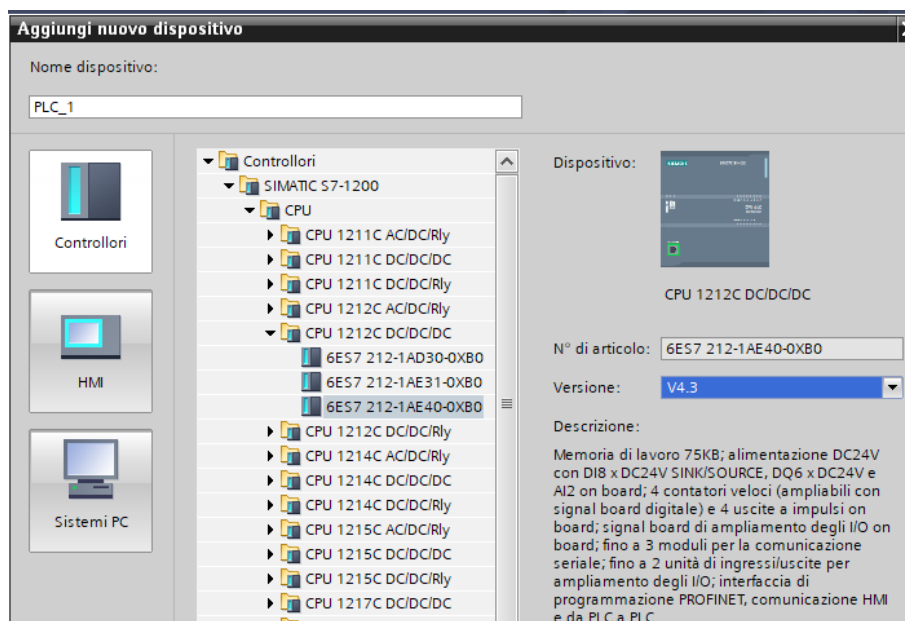 Aggiungi nuovo dispositivo
Nome dispositivo:
PLC_1
Controllori
HMI
Sistemi PC
Controllori
SIMATIC S7-1200
CPU
CPU 1211C AC/DC/Rly
CPU 1211C DC/DC/DC
CPU 1211C DC/DC/Rly
CPU 1212C AC/DC/Rly
CPU 1212C DC/DC/DC
6ES7 212-1AD30-0XB0
6ES7 212-1AE31-0XB0
6ES7 212-1AE40-0XB0
CPU 1212C DC/DC/Rly
CPU 1214C AC/DC/Rly
CPU 1214C DC/DC/DC
CPU 1214C DC/DC/Rly
CPU 1215C AC/DC/Rly
CPU 1215C DC/DC/DC
CPU 1215C DC/DC/Rly
CPU 1217C DC/DC/DC
Dispositivo:
SIEMENS
CPU 1212C DC/DC/DC
N° di articolo: 6ES7 212-1AE40-0XB0
Versione: V4.3
Descrizione:
Memoria di lavoro 75KB; alimentazione DC24V
con DI8 x DC24V SINK/SOURCE, DQ6 x DC24V e
AI2 on board; 4 contatori veloci (ampliabili con
signal board digitale) e 4 uscite a impulsi on
board; signal board di ampliamento degli I/O on
board; fino a 3 moduli per la comunicazione
seriale; fino a 2 unità di ingressi/uscite per
ampliamento degli I/O; interfaccia di
programmazione PROFINET, comunicazione HMI
e da PLC a PLC